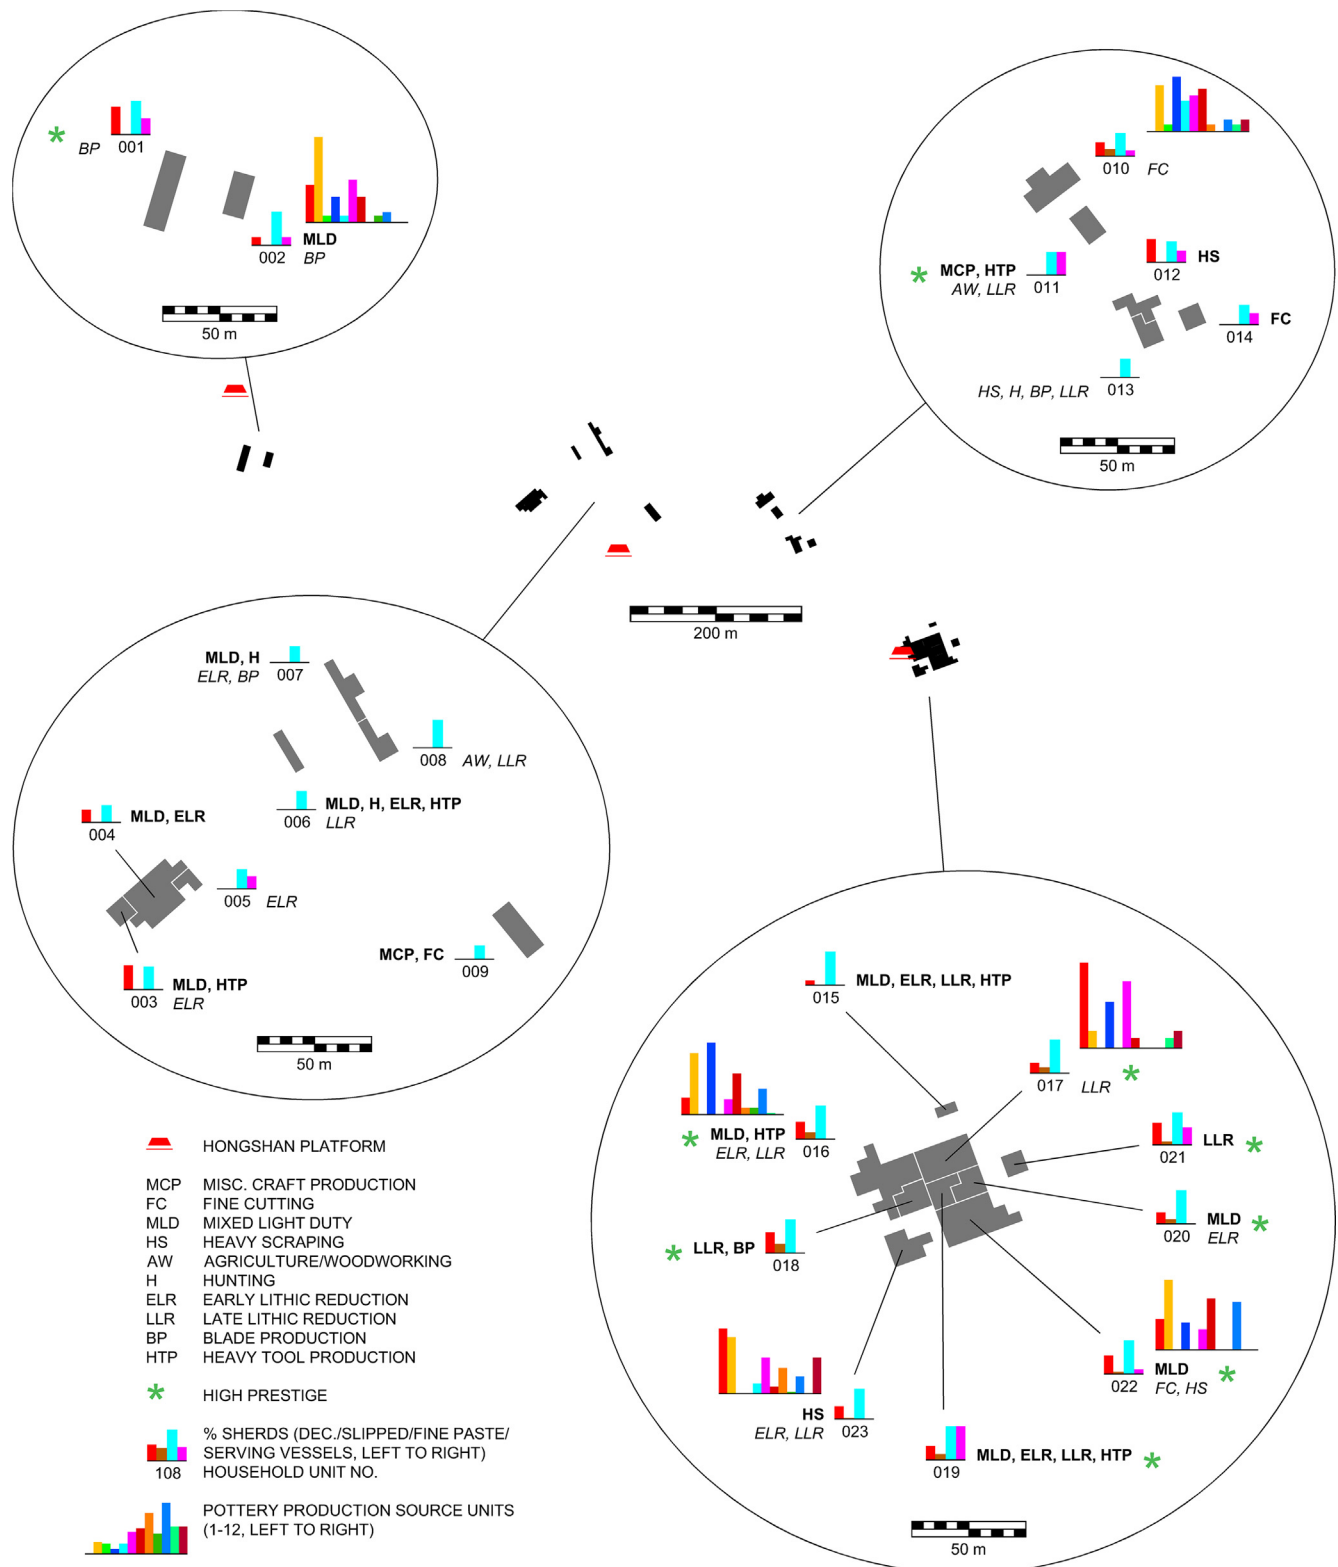 BP
001
MLD
BP
002
50 m
010
FC
HS
012
MCP, HTP
AW, LLR
011
FC
014
HS, H, BP, LLR
013
50 m
200 m
MLD, H
ELR, BP
007
008
AW, LLR
MLD, H, ELR, HTP
006
LLR
MLD, ELR
004
005
ELR
MCP, FC
009
MLD, HTP
003
ELR
50 m
015
MLD, ELR, LLR, HTP
017
LLR
MLD, HTP
ELR, LLR
016
LLR
021
MLD
020
ELR
LLR, BP
018
MLD
022
FC, HS
HS
ELR, LLR
023
MLD, ELR, LLR, HTP
019
50 m
HONGSHAN PLATFORM
MCP MISC. CRAFT PRODUCTION
FC FINE CUTTING
MLD MIXED LIGHT DUTY
HS HEAVY SCRAPING
AW AGRICULTURE/WOODWORKING
H HUNTING
ELR EARLY LITHIC REDUCTION
LLR LATE LITHIC REDUCTION
BP BLADE PRODUCTION
HTP HEAVY TOOL PRODUCTION
HIGH PRESTIGE
% SHERDS (DEC./SLIPPED/FINE PASTE/
SERVING VESSELS, LEFT TO RIGHT)
108 HOUSEHOLD UNIT NO.
POTTERY PRODUCTION SOURCE UNITS
(1-12, LEFT TO RIGHT)